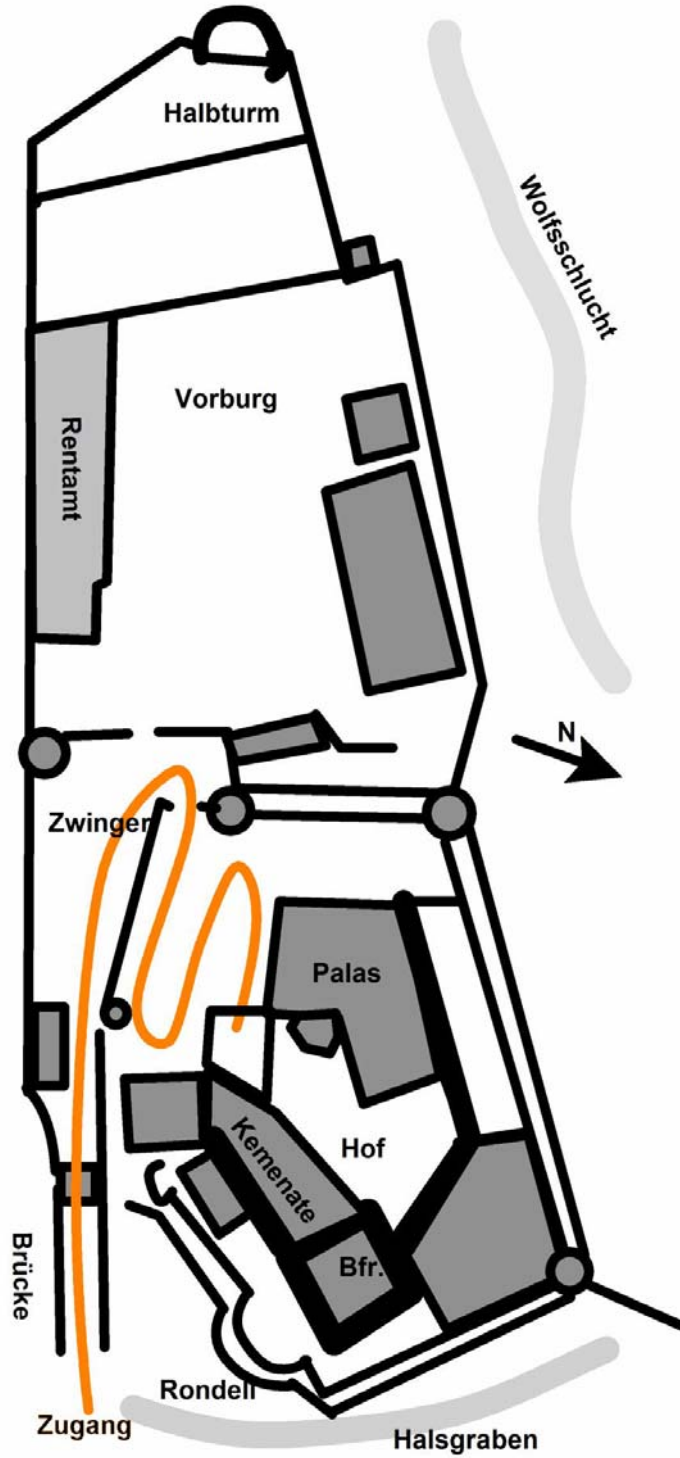 Halbturm
Wolfsschlucht
Vorburg
Rentamt
N
Zwinger
Palas
Kemenate
Hof
Brücke
Bfr.
Rondell
Zugang
Halsgraben